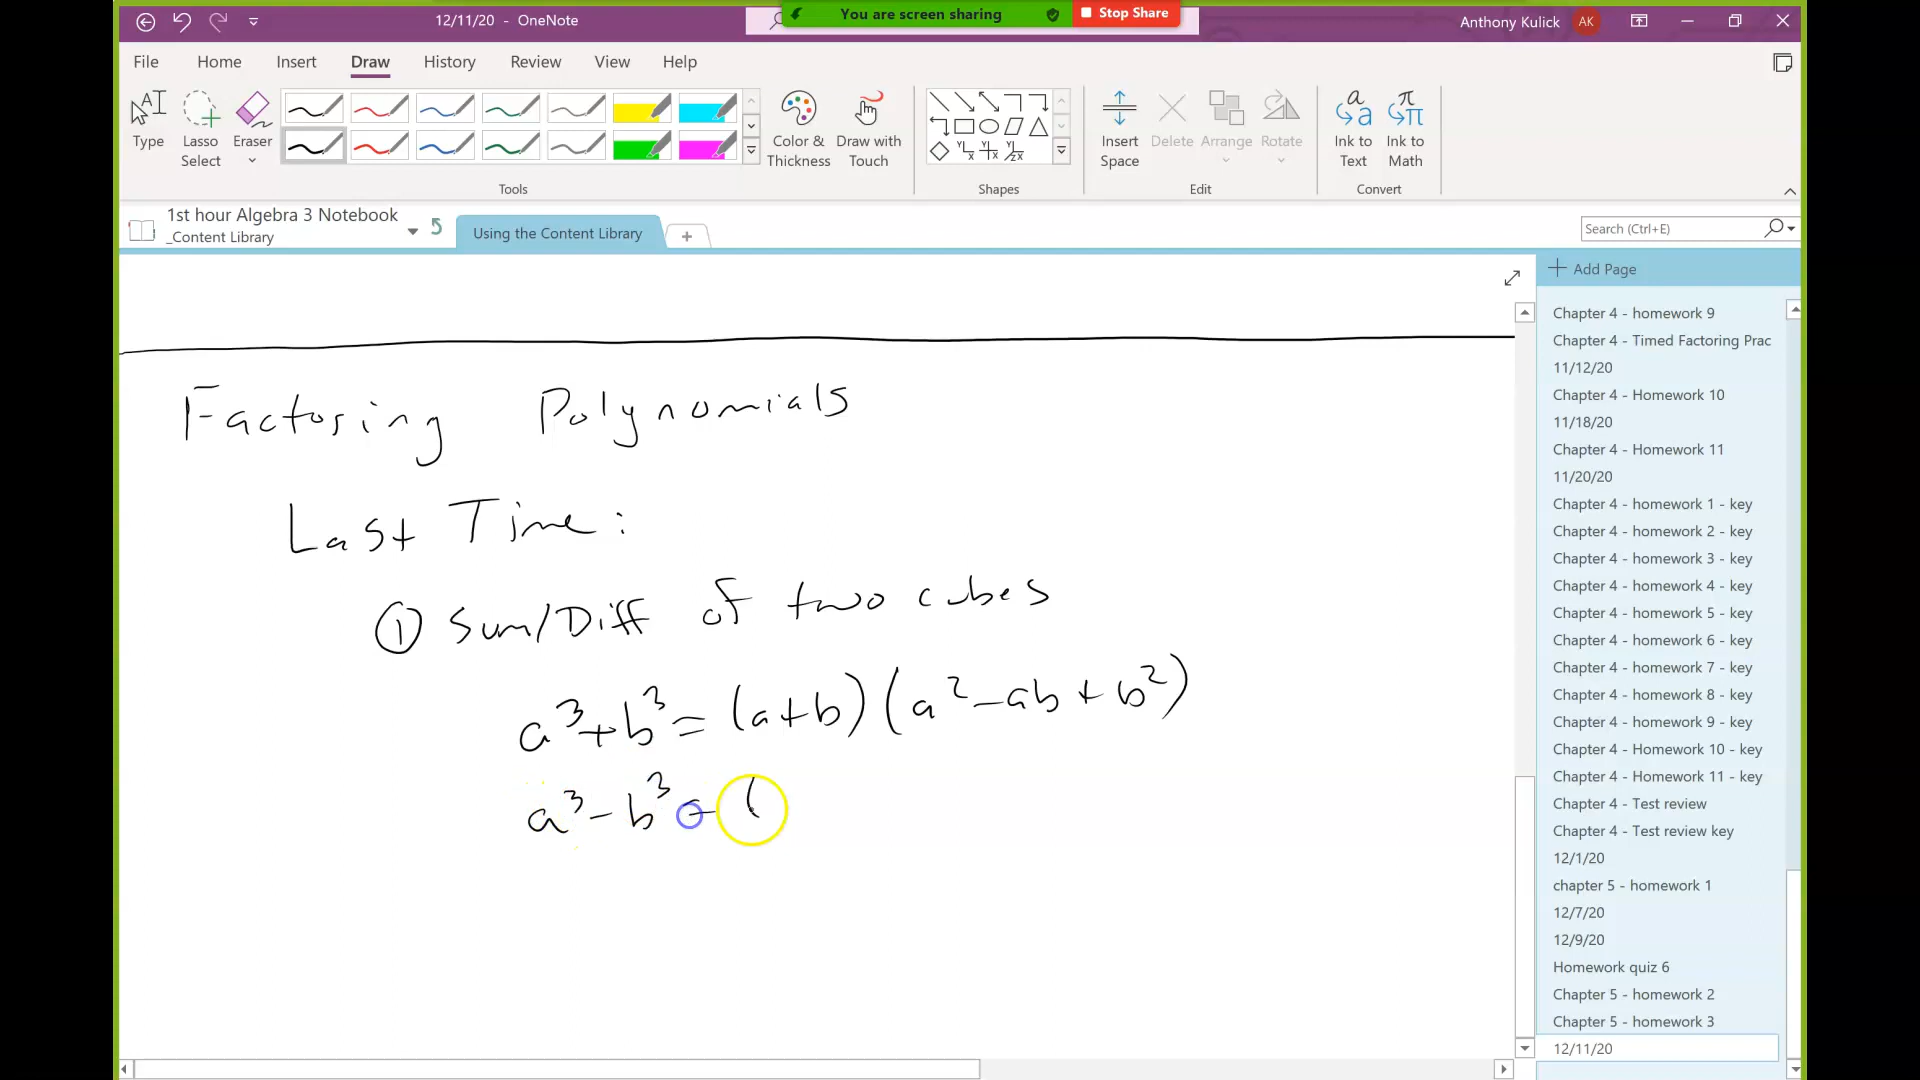 12/11/20 - OneNote
You are screen sharing
Stop Share
Anthony Kulick
AK
File Home Insert Draw History Review View Help
Type
Lasso Select
Eraser
Color & Thickness
Draw with Touch
Insert Space
Delete
Arrange
Rotate
Ink to Text
Ink to Math
Tools
Shapes
Edit
Convert
1st hour Algebra 3 Notebook
_Content Library
Using the Content Library
Search (Ctrl+E)
Add Page
Factoring Polynomials
Last Time:
① Sum/Diff of two cubes
a³+b³=(a+b)(a²-ab+b²)
a³-b³=(
Chapter 4 - homework 9
Chapter 4 - Timed Factoring Prac
11/12/20
Chapter 4 - Homework 10
11/18/20
Chapter 4 - Homework 11
11/20/20
Chapter 4 - homework 1 - key
Chapter 4 - homework 2 - key
Chapter 4 - homework 3 - key
Chapter 4 - homework 4 - key
Chapter 4 - homework 5 - key
Chapter 4 - homework 6 - key
Chapter 4 - homework 7 - key
Chapter 4 - homework 8 - key
Chapter 4 - homework 9 - key
Chapter 4 - Homework 10 - key
Chapter 4 - Homework 11 - key
Chapter 4 - Test review
Chapter 4 - Test review key
12/1/20
chapter 5 - homework 1
12/7/20
12/9/20
Homework quiz 6
Chapter 5 - homework 2
Chapter 5 - homework 3
12/11/20